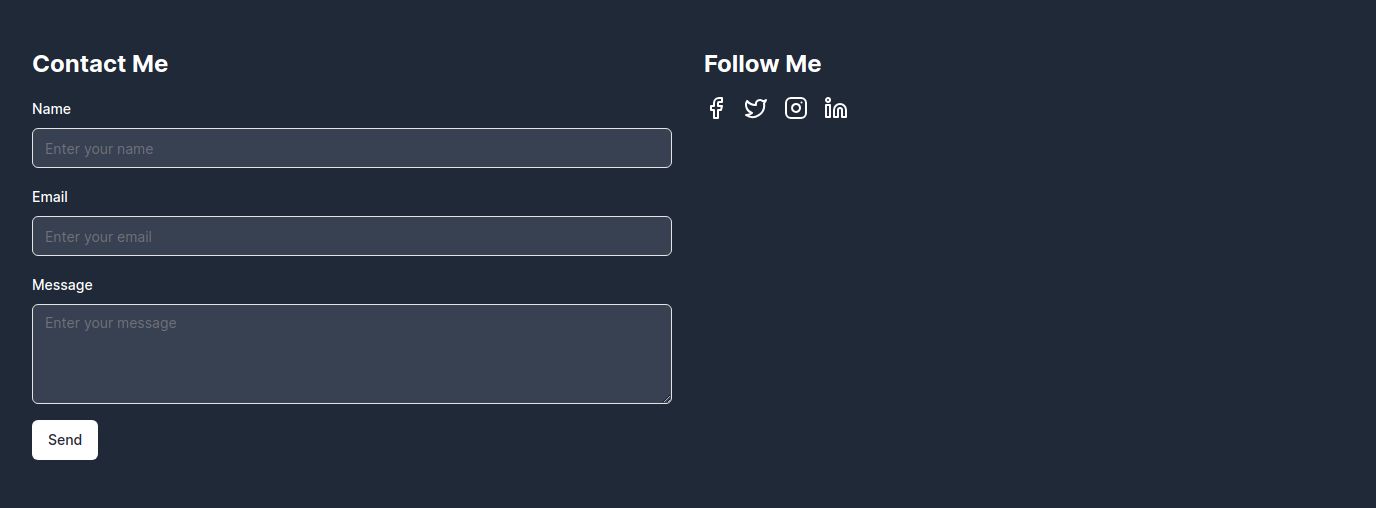 Contact Me
Name
Enter your name
Email
Enter your email
Message
Enter your message
Send
Follow Me